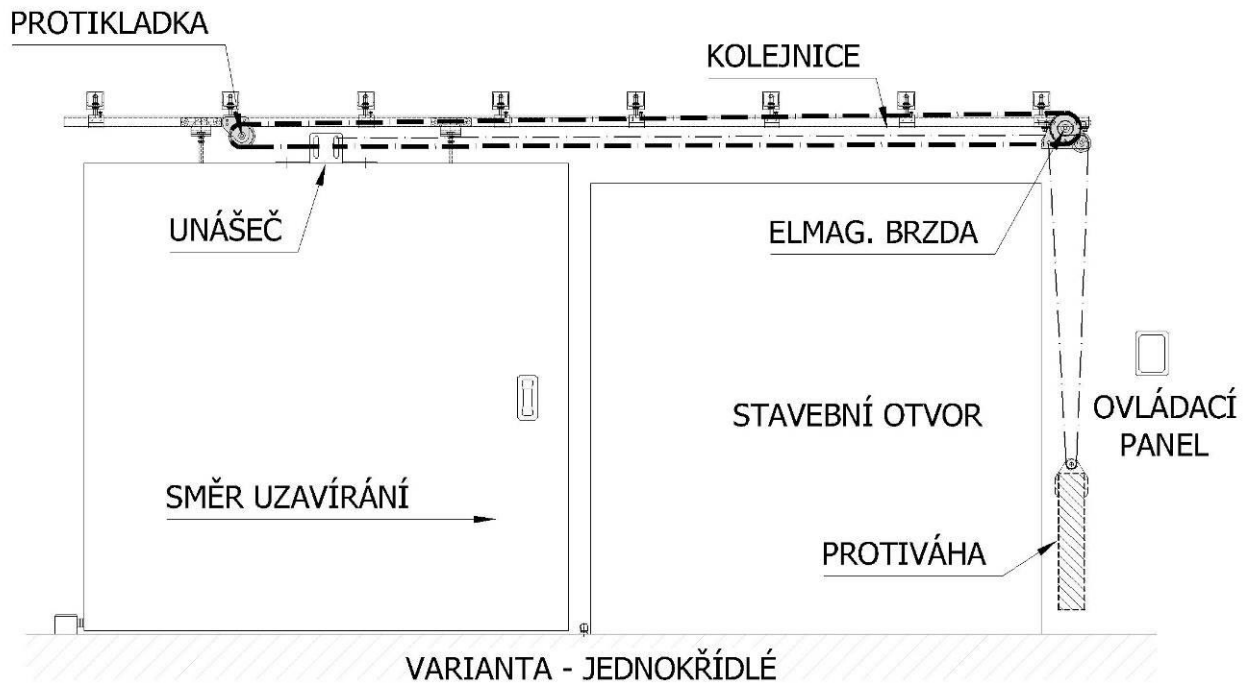 PROTIKLADKA
KOLEJNICE
UNÁŠEČ
ELMAG. BRZDA
STAVEBNÍ OTVOR
OVLÁDACÍ
PANEL
SMĚR UZAVÍRÁNÍ
PROTIVÁHA
VARIANTA - JEDNOKŘÍDLÉ